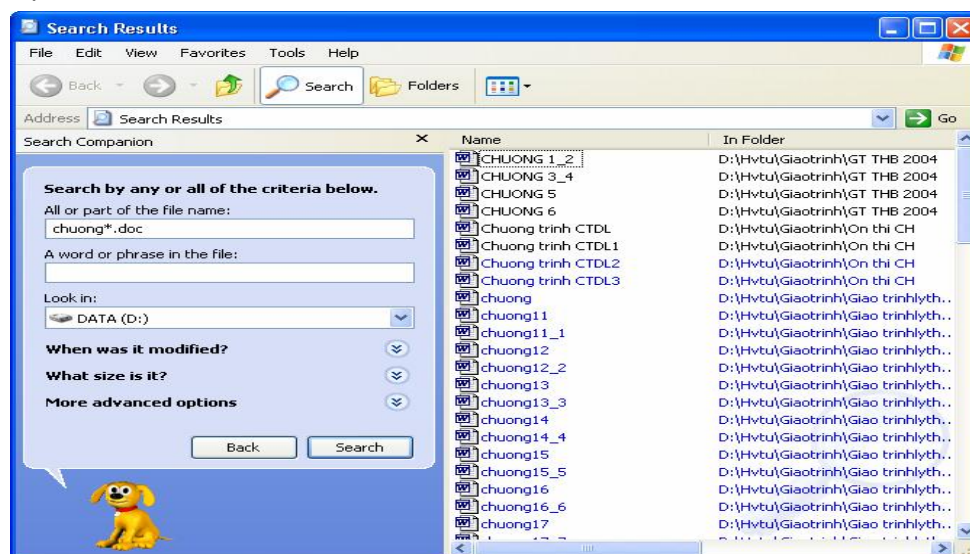 Search Results
File Edit View Favorites Tools Help
Back Search Folders
Address Search Results Go
Search Companion
Search by any or all of the criteria below.
All or part of the file name:
chuong*.doc
A word or phrase in the file:
Look in:
DATA (D:)
When was it modified?
What size is it?
More advanced options
Back Search
Name In Folder
CHUONG 1_2 D:\Hvtu\Giaotrinh\GT THB 2004
CHUONG 3_4 D:\Hvtu\Giaotrinh\GT THB 2004
CHUONG 5 D:\Hvtu\Giaotrinh\GT THB 2004
CHUONG 6 D:\Hvtu\Giaotrinh\GT THB 2004
Chuong trinh CTDL D:\Hvtu\Giaotrinh\On thi CH
Chuong trinh CTDL1 D:\Hvtu\Giaotrinh\On thi CH
Chuong trinh CTDL2 D:\Hvtu\Giaotrinh\On thi CH
Chuong trinh CTDL3 D:\Hvtu\Giaotrinh\On thi CH
chuong D:\Hvtu\Giaotrinh\Giao trinhlyth..
chuong11 D:\Hvtu\Giaotrinh\Giao trinhlyth..
chuong11_1 D:\Hvtu\Giaotrinh\Giao trinhlyth..
chuong12 D:\Hvtu\Giaotrinh\Giao trinhlyth..
chuong12_2 D:\Hvtu\Giaotrinh\Giao trinhlyth..
chuong13 D:\Hvtu\Giaotrinh\Giao trinhlyth..
chuong13_3 D:\Hvtu\Giaotrinh\Giao trinhlyth..
chuong14 D:\Hvtu\Giaotrinh\Giao trinhlyth..
chuong14_4 D:\Hvtu\Giaotrinh\Giao trinhlyth..
chuong15 D:\Hvtu\Giaotrinh\Giao trinhlyth..
chuong15_5 D:\Hvtu\Giaotrinh\Giao trinhlyth..
chuong16 D:\Hvtu\Giaotrinh\Giao trinhlyth..
chuong16_6 D:\Hvtu\Giaotrinh\Giao trinhlyth..
chuong17 D:\Hvtu\Giaotrinh\Giao trinhlyth..